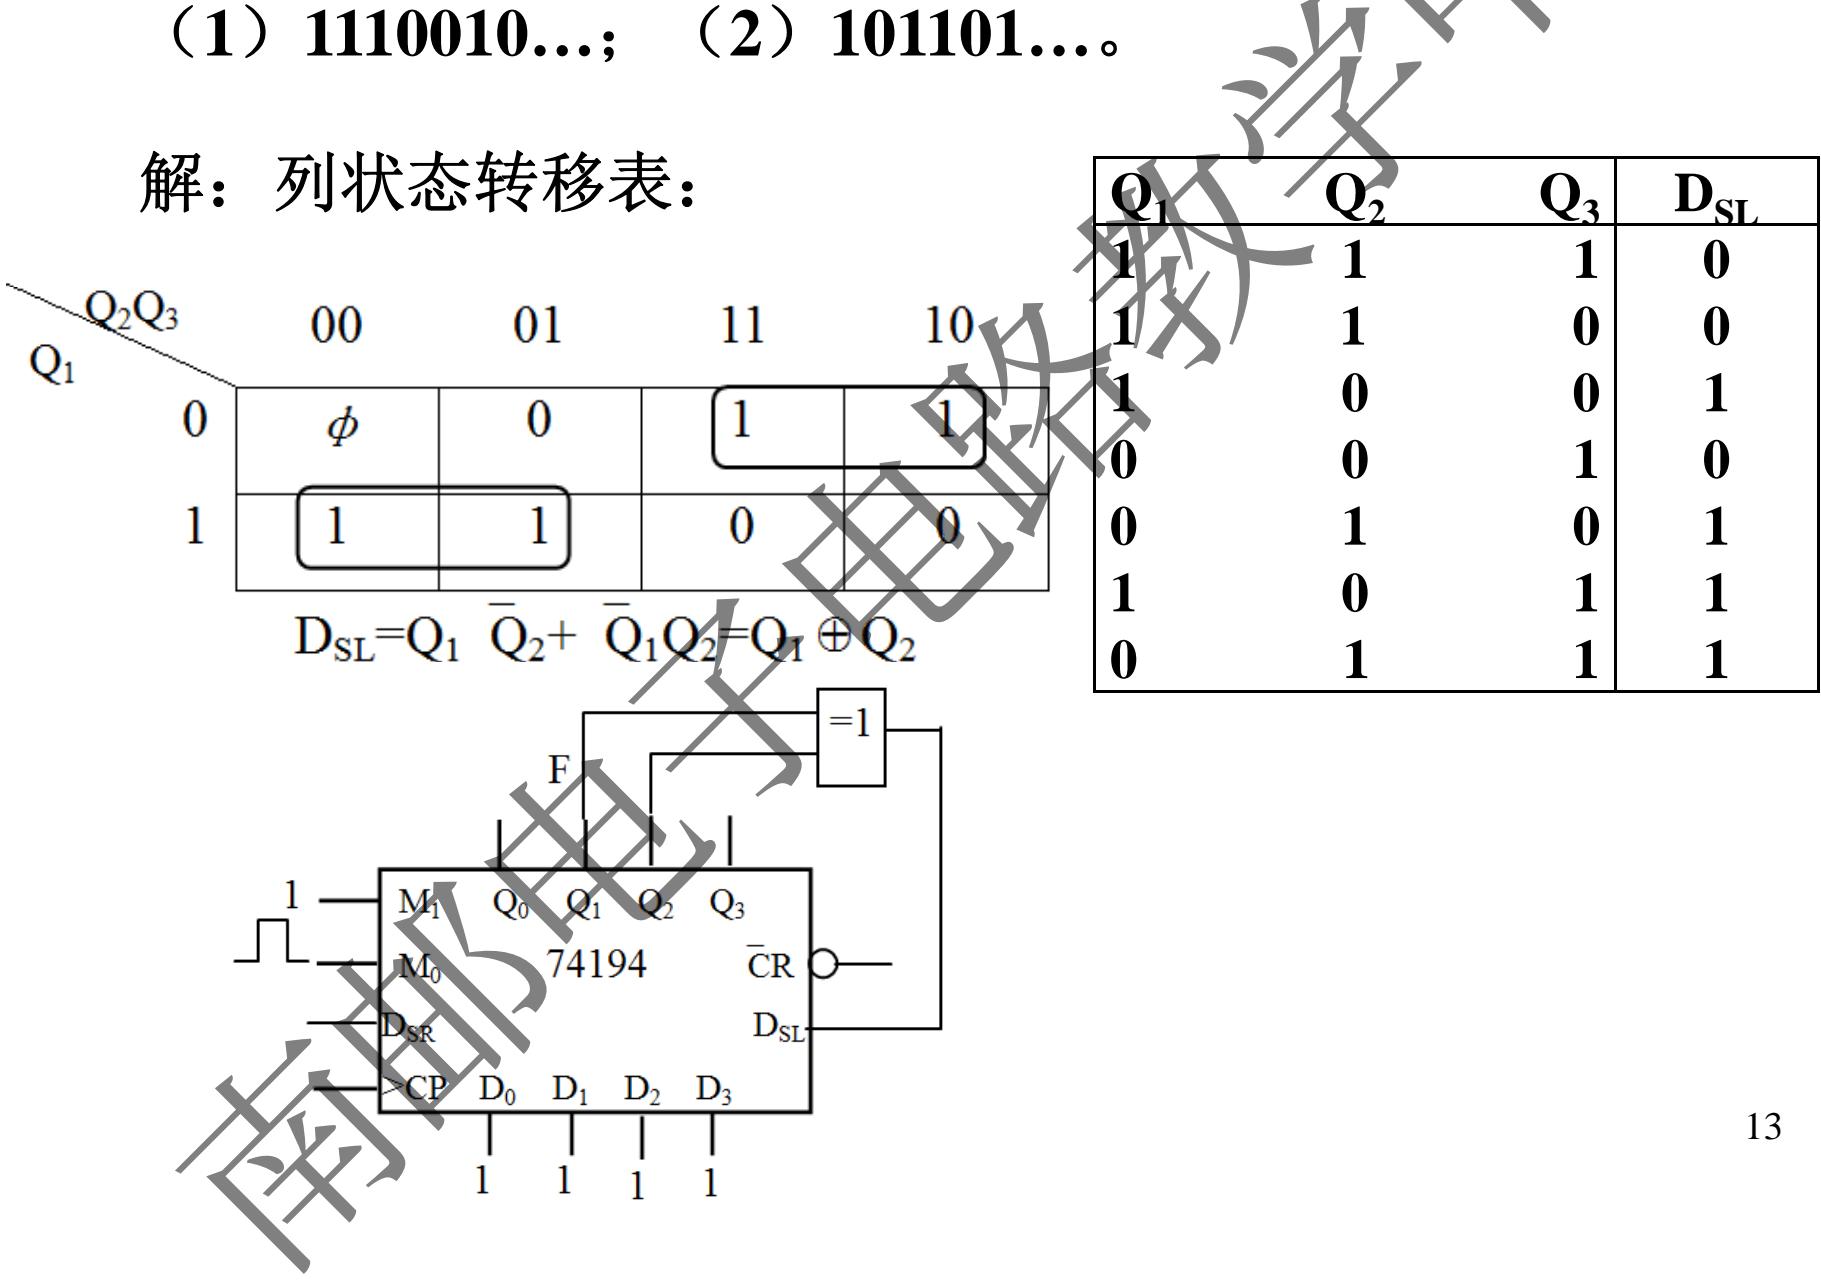 （1）1110010…； （2）101101…。
解：列状态转移表：
Q1 Q2 Q3 DSL
1 1 1 0
1 1 0 0
1 0 0 1
0 0 1 0
0 1 0 1
1 0 1 1
0 1 1 1
Q2Q3 00 01 11 10
Q1
0 ϕ 0 1 1
1 1 1 0 0
DSL=Q1 Q̅2+ Q̅1Q2=Q1⊕Q2
=1
F
1 M1 Q0 Q1 Q2 Q3
M0 74194 C̅R
DSR DSL
>CP D0 D1 D2 D3
1 1 1 1
13
南邮电子电路教学